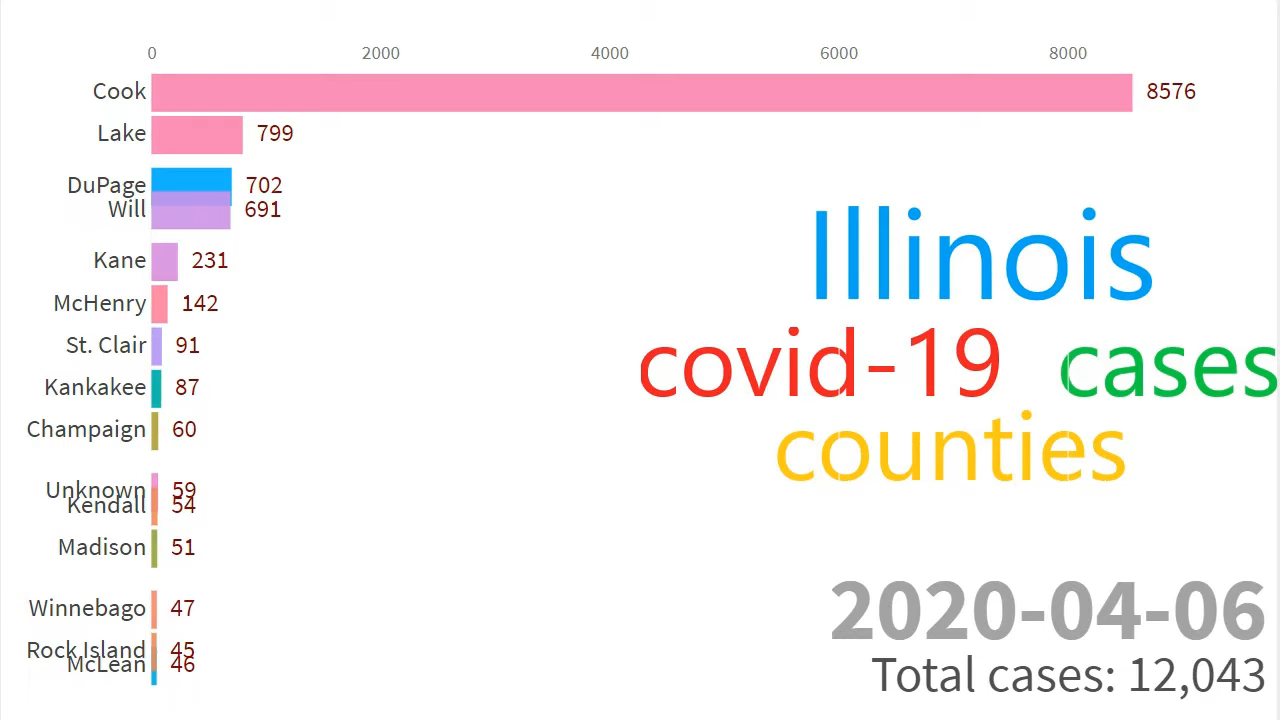 0 2000 4000 6000 8000
Cook 8576
Lake 799
DuPage 702
Will 691
Kane 231
McHenry 142
St. Clair 91
Kankakee 87
Champaign 60
Unknown 59
Kendall 54
Madison 51
Winnebago 47
Rock Island 45
McLean 46
Illinois
covid-19 cases
counties
2020-04-06
Total cases: 12,043